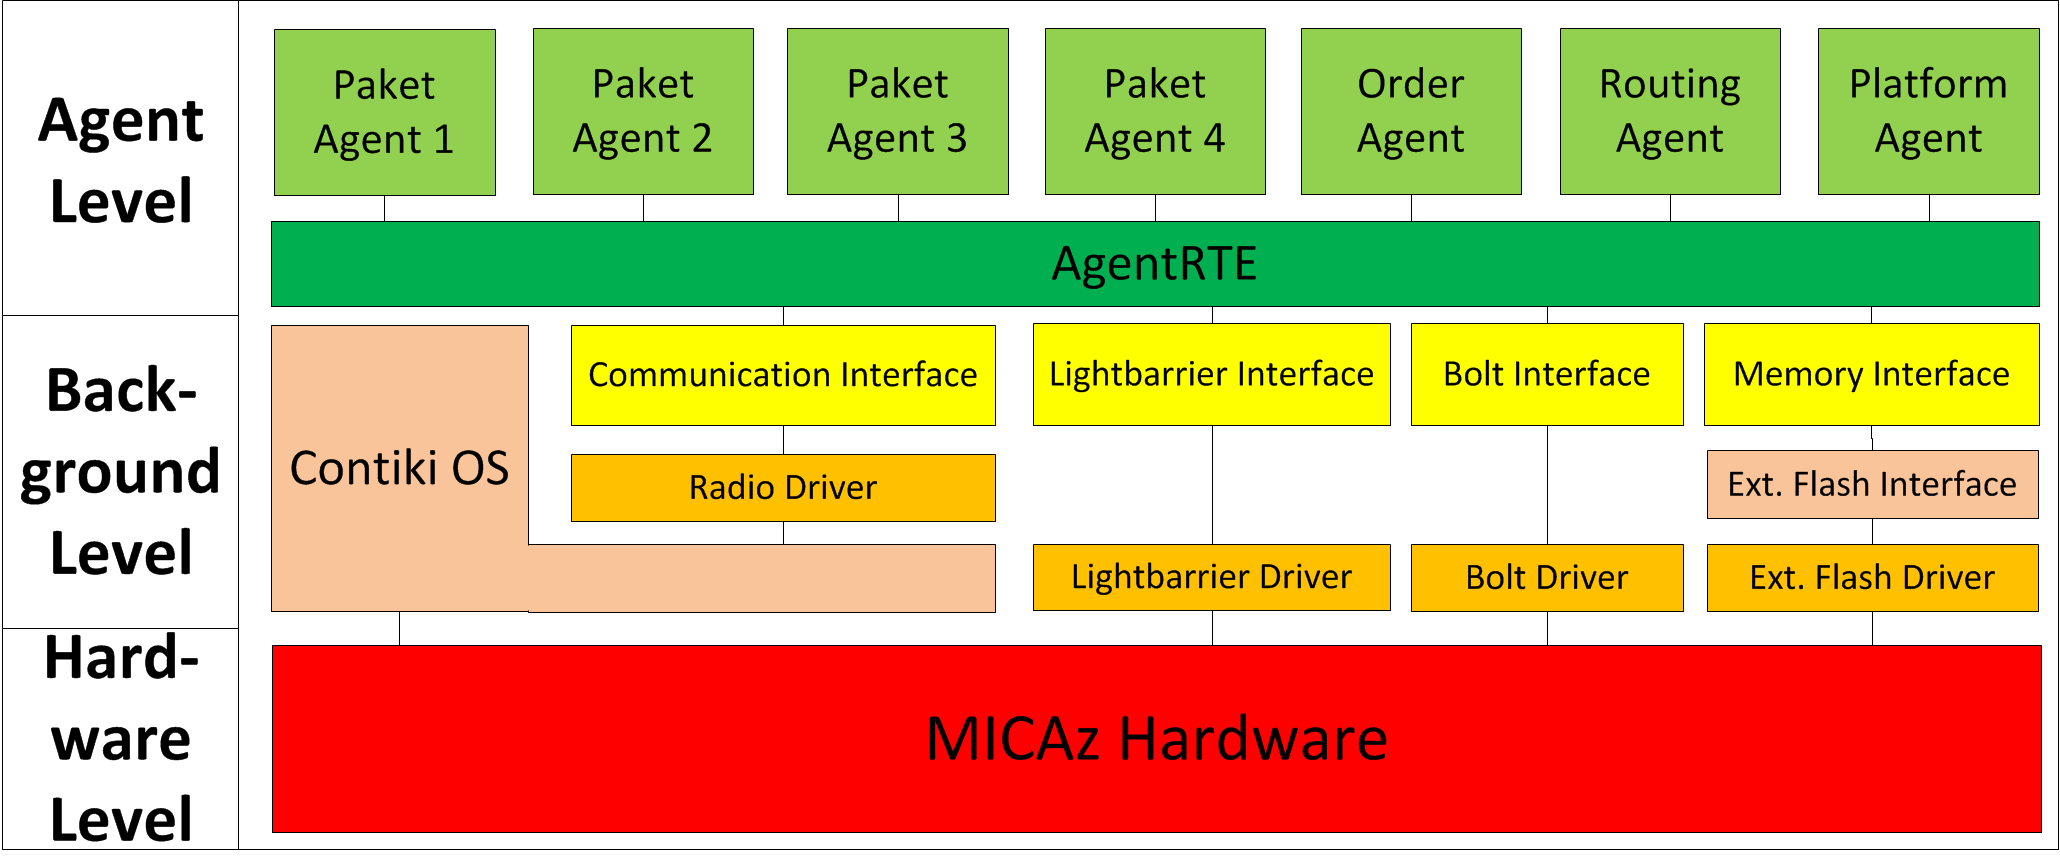 Agent
Level
Paket
Agent 1
Paket
Agent 2
Paket
Agent 3
Paket
Agent 4
Order
Agent
Routing
Agent
Platform
Agent
AgentRTE
Back-
ground
Level
Contiki OS
Communication Interface
Lightbarrier Interface
Bolt Interface
Memory Interface
Radio Driver
Ext. Flash Interface
Lightbarrier Driver
Bolt Driver
Ext. Flash Driver
Hard-
ware
Level
MICAz Hardware